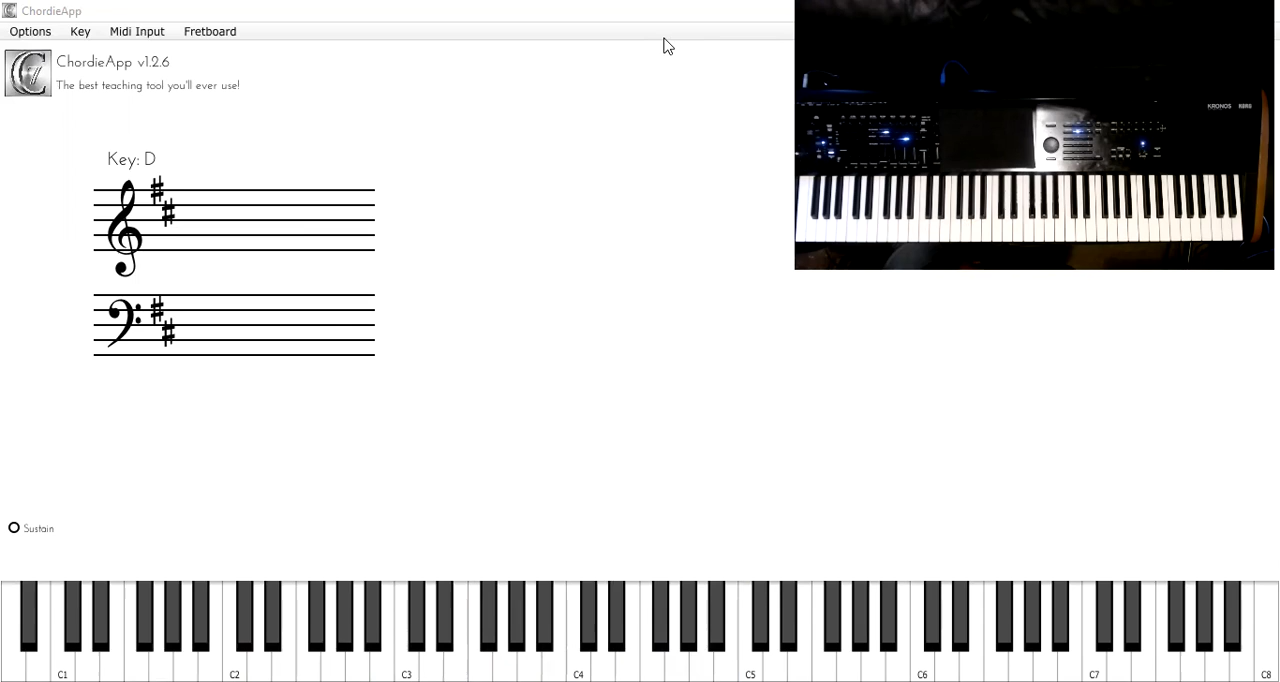 ChordieApp
Options Key Midi Input Fretboard
ChordieApp v1.2.6
The best teaching tool you'll ever use!
KRONOS KORG
Key: D
Sustain
C1 C2 C3 C4 C5 C6 C7 C8